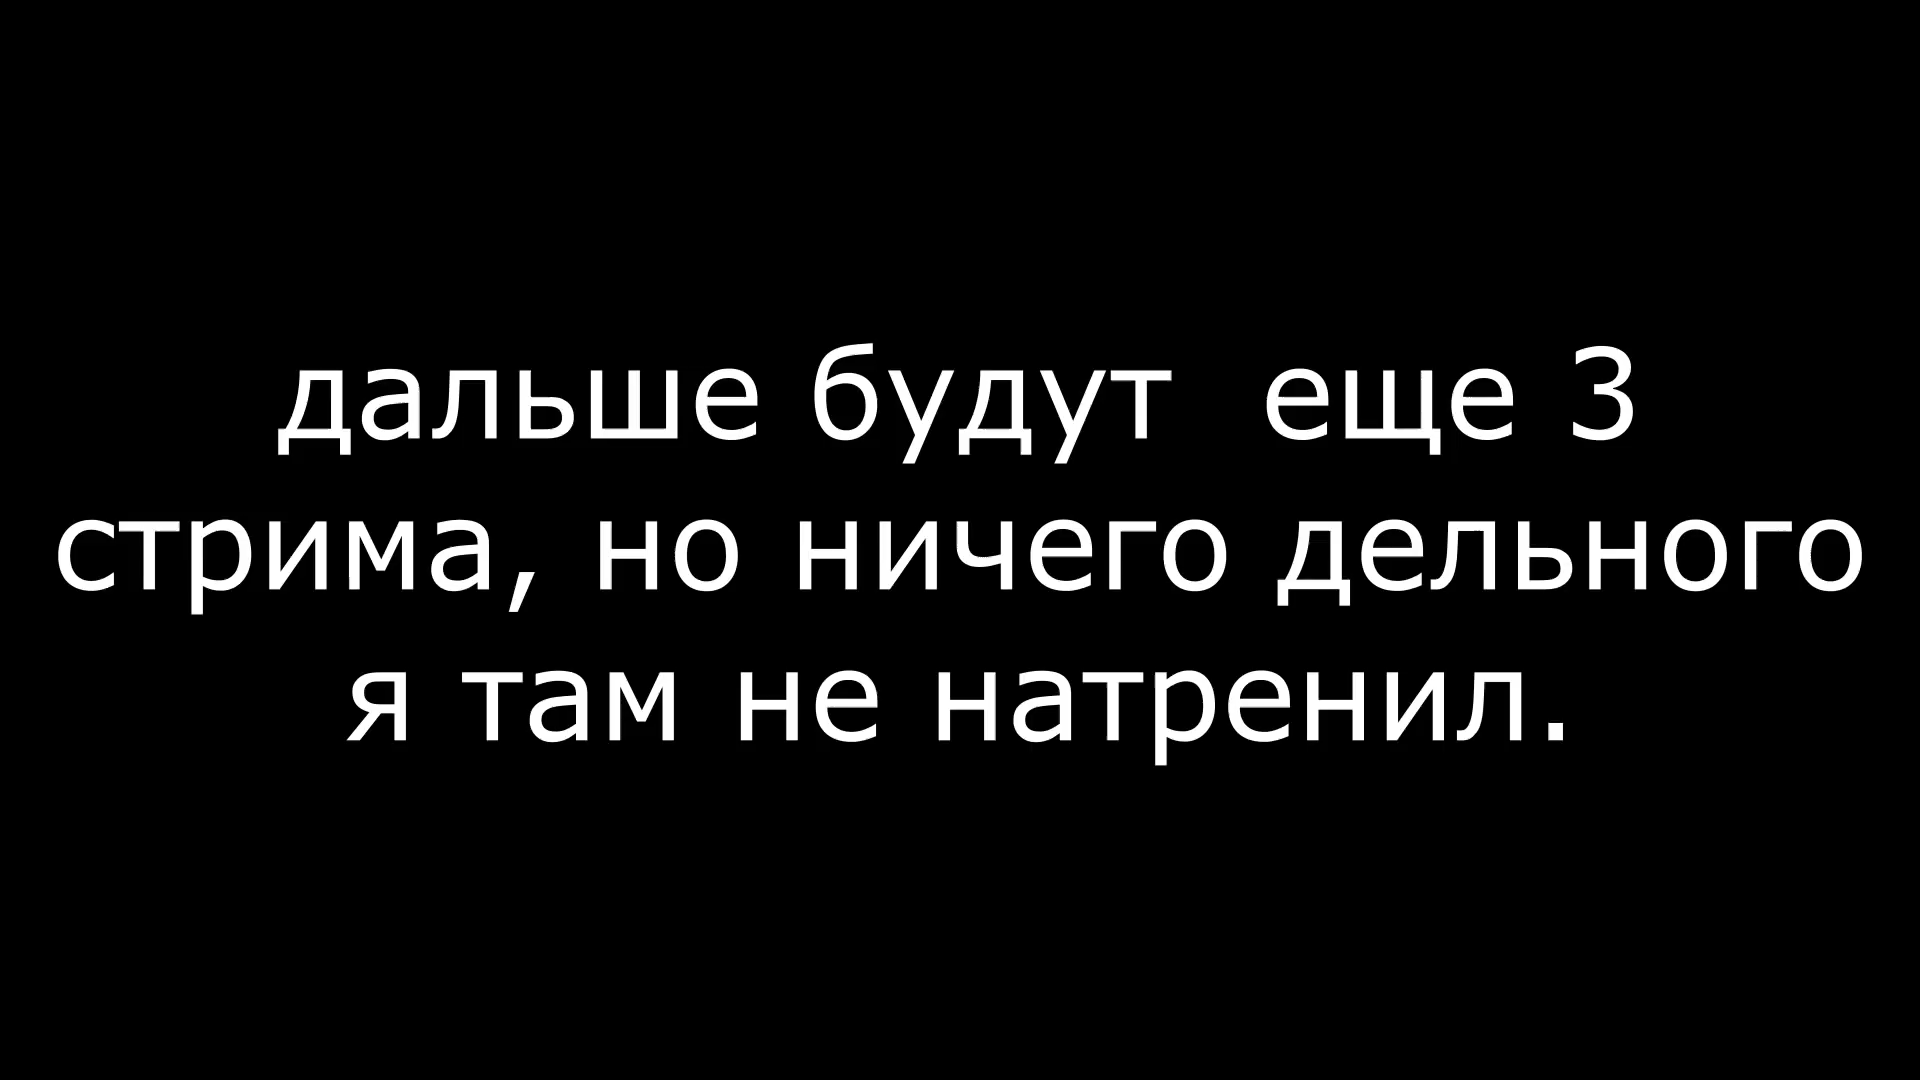 дальше будут  еще 3
стрима, но ничего дельного
я там не натренил.